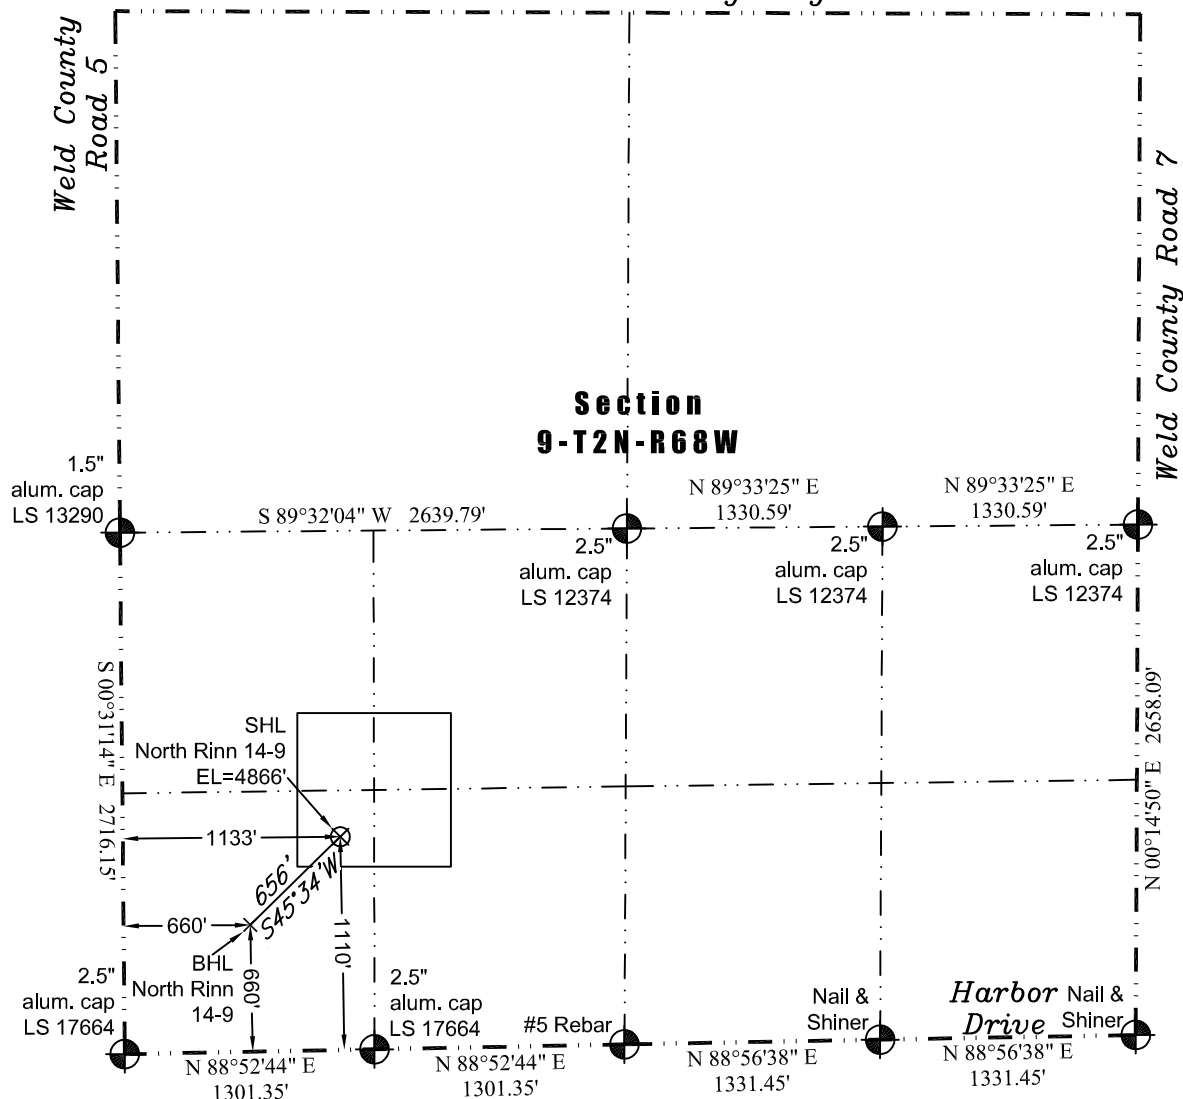 Weld County
Road 5
Weld County Road 7
Section
9-T2N-R68W
1.5"
alum. cap
LS 13290
S 89°32'04" W 2639.79'
N 89°33'25" E
1330.59'
N 89°33'25" E
1330.59'
2.5"
alum. cap
LS 12374
2.5"
alum. cap
LS 12374
2.5"
alum. cap
LS 12374
S 00°31'14" E 2716.15'
N 00°14'50" E 2658.09'
SHL
North Rinn 14-9
EL=4866'
1133'
656'
S45°34'W
1110'
660'
660'
BHL
North Rinn
14-9
2.5"
alum. cap
LS 17664
2.5"
alum. cap
LS 17664
#5 Rebar
Nail &
Shiner
Harbor
Drive
Nail &
Shiner
N 88°52'44" E
1301.35'
N 88°52'44" E
1301.35'
N 88°56'38" E
1331.45'
N 88°56'38" E
1331.45'